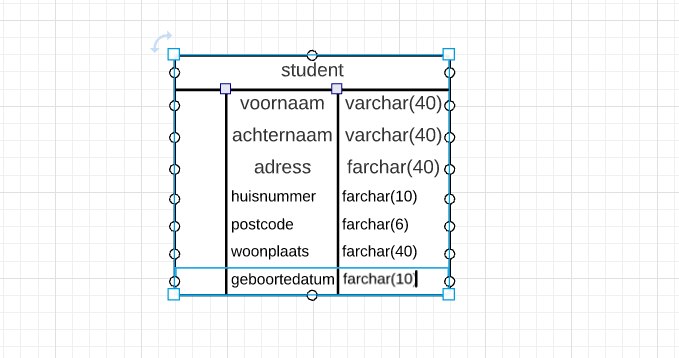 student
voornaam varchar(40)
achternaam varchar(40)
adress farchar(40)
huisnummer farchar(10)
postcode farchar(6)
woonplaats farchar(40)
geboortedatum farchar(10)